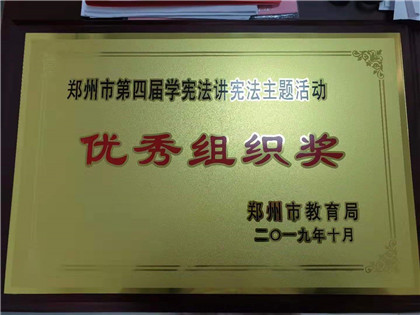 郑州市第四届学宪法讲宪法主题活动
优秀组织奖
郑州市教育局
二〇一九年十月